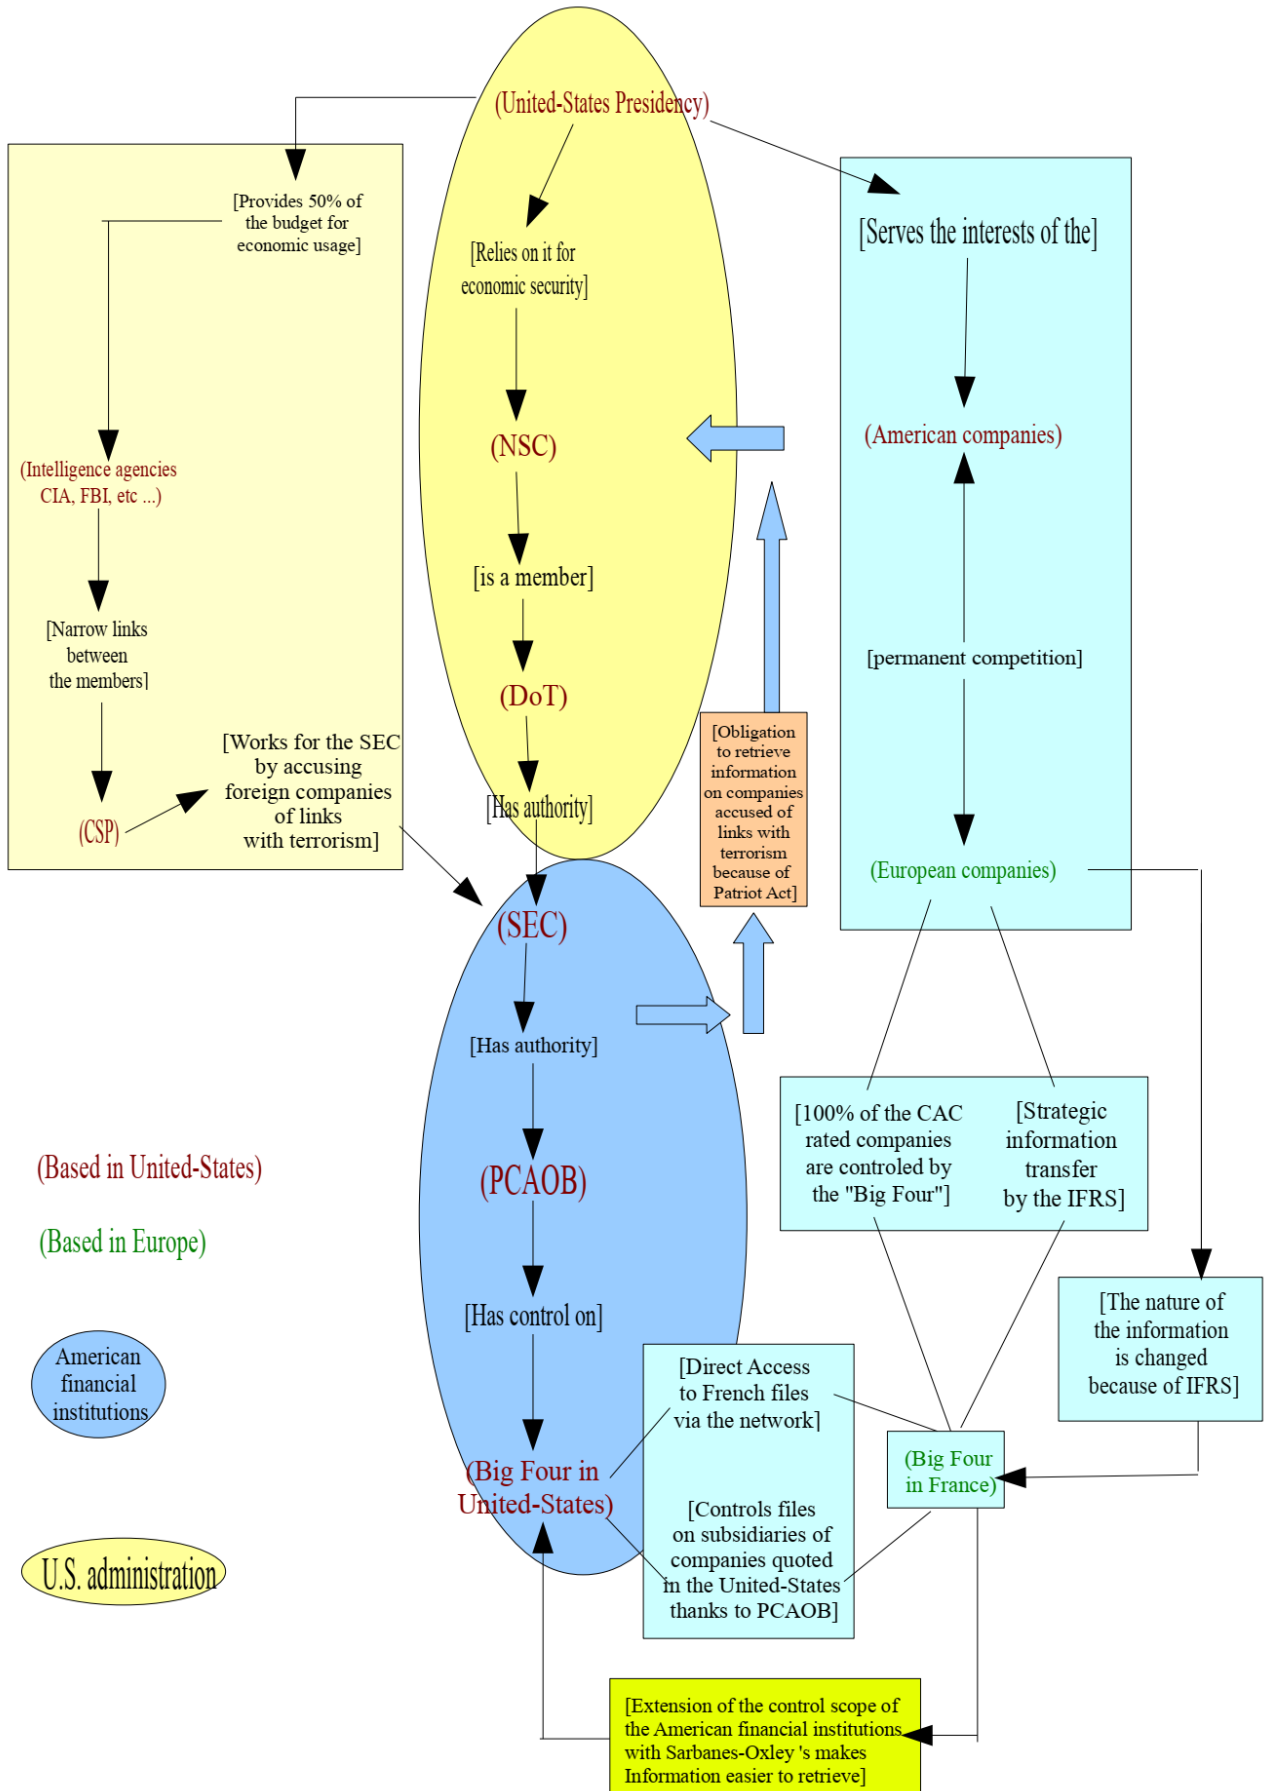 (United-States Presidency)
[Provides 50% of
the budget for
economic usage]
[Relies on it for
economic security]
[Serves the interests of the]
(NSC)
(American companies)
(Intelligence agencies
CIA, FBI, etc ...)
[is a member]
[Narrow links
between
the members]
[permanent competition]
(DoT)
[Works for the SEC
by accusing
foreign companies
of links
with terrorism]
(CSP)
[Has authority]
[Obligation
to retrieve
information
on companies
accused of
links with
terrorism
because of
Patriot Act]
(European companies)
(SEC)
[Has authority]
[100% of the CAC
rated companies
are controled by
the "Big Four"]
[Strategic
information
transfer
by the IFRS]
(Based in United-States)
(PCAOB)
(Based in Europe)
[Has control on]
[The nature of
the information
is changed
because of IFRS]
American
financial
institutions
[Direct Access
to French files
via the network]
(Big Four in
United-States)
(Big Four
in France)
[Controls files
on subsidiaries of
companies quoted
in the United-States
thanks to PCAOB]
U.S. administration
[Extension of the control scope of
the American financial institutions
with Sarbanes-Oxley 's makes
Information easier to retrieve]